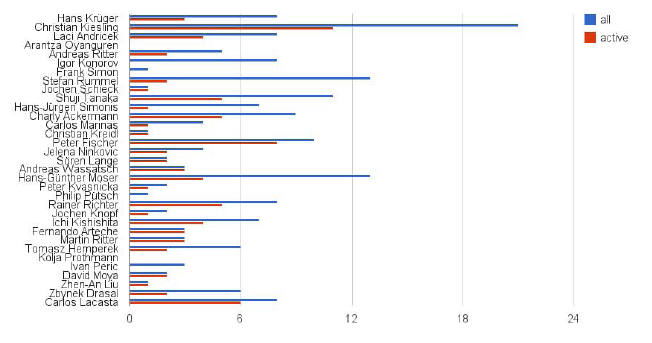 Hans Krüger
Christian Kiesling
Laci Andricek
Arantza Oyanguren
Andreas Ritter
Igor Konorov
Frank Simon
Stefan Rummel
Jochen Schieck
Shuji Tanaka
Hans-Jürgen Simonis
Charly Ackermann
Carlos Marinas
Christian Kreidl
Peter Fischer
Jelena Ninkovic
Sören Lange
Andreas Wassatsch
Hans-Günther Moser
Peter Kvasnicka
Philip Pütsch
Rainer Richter
Jochen Knopf
Ichi Kishishita
Fernando Arteche
Martin Ritter
Tomasz Hemperek
Kolja Prothmann
Ivan Peric
David Moya
Zhen-An Liu
Zbynek Drasal
Carlos Lacasta
0 6 12 18 24
all
active